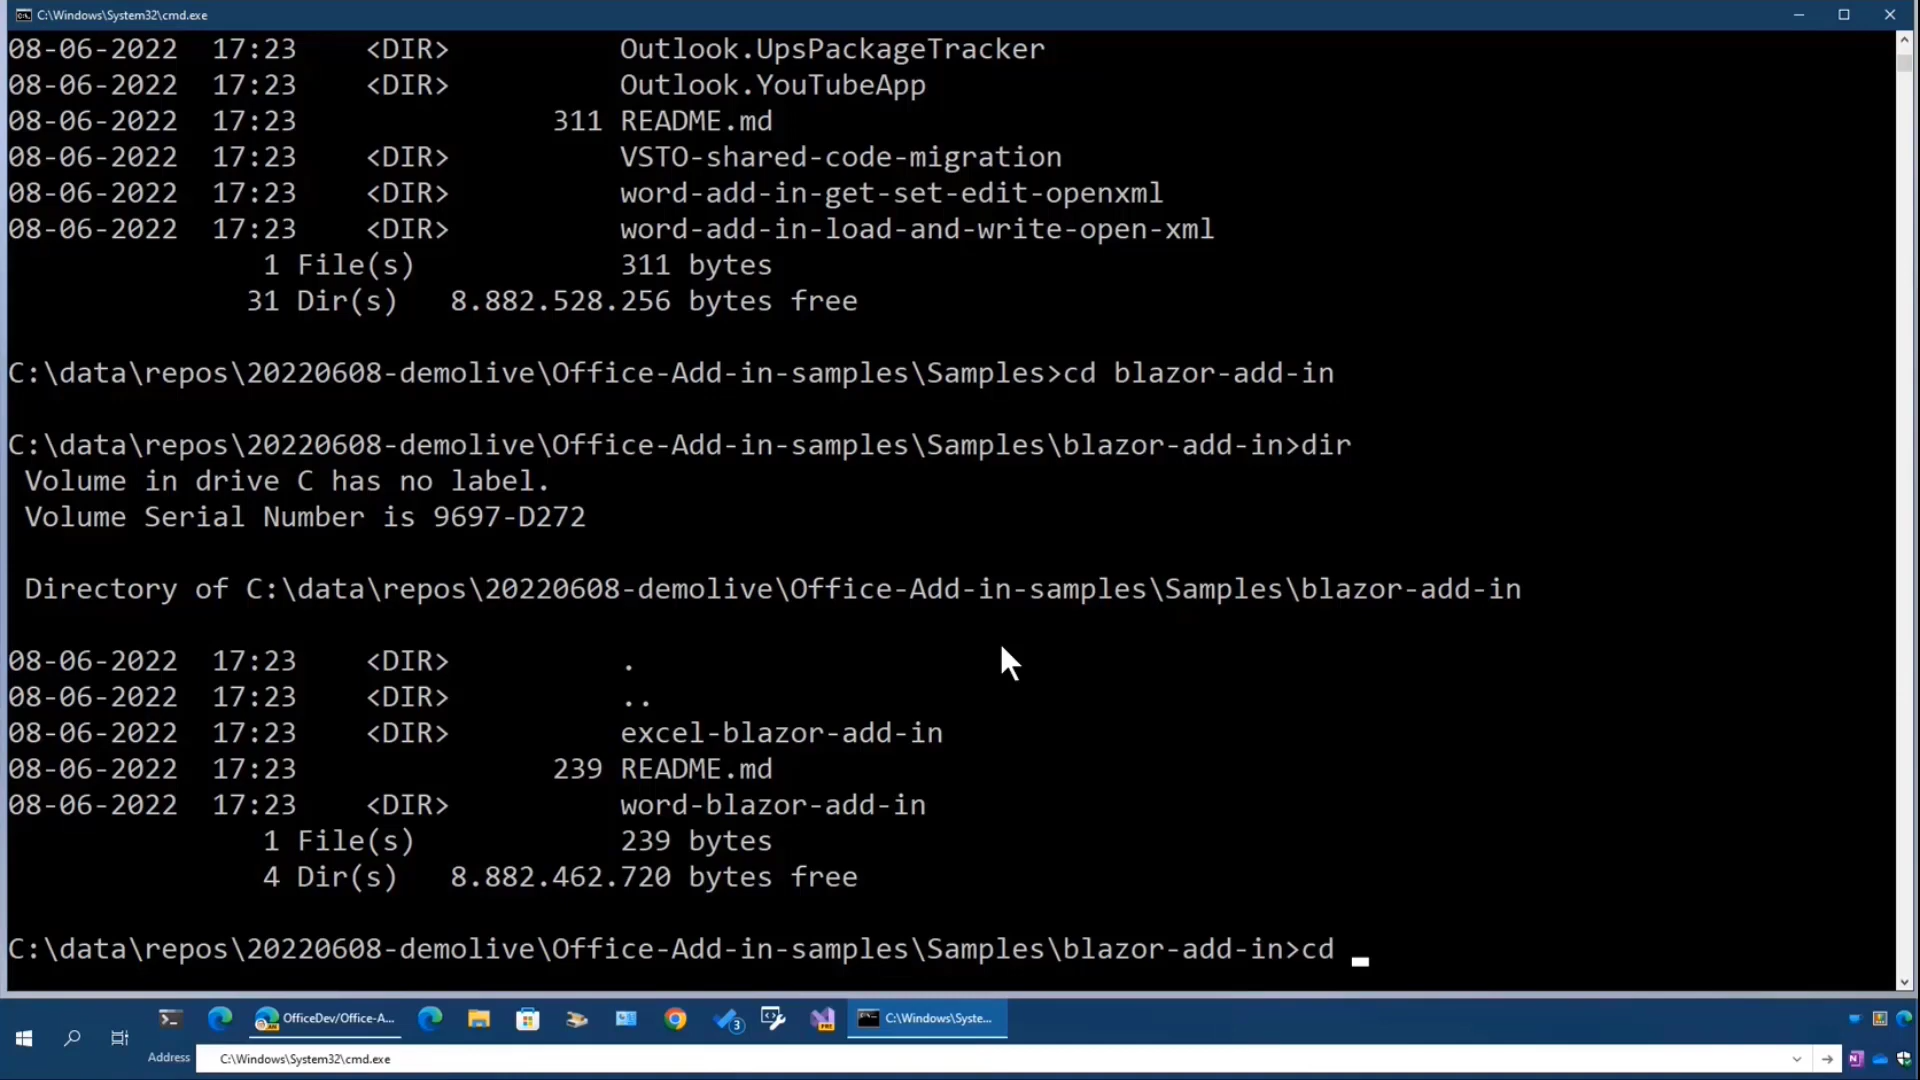 C:\Windows\System32\cmd.exe
08-06-2022  17:23    <DIR>          Outlook.UpsPackageTracker
08-06-2022  17:23    <DIR>          Outlook.YouTubeApp
08-06-2022  17:23               311 README.md
08-06-2022  17:23    <DIR>          VSTO-shared-code-migration
08-06-2022  17:23    <DIR>          word-add-in-get-set-edit-openxml
08-06-2022  17:23    <DIR>          word-add-in-load-and-write-open-xml
               1 File(s)            311 bytes
              31 Dir(s)   8.882.528.256 bytes free
C:\data\repos\20220608-demolive\Office-Add-in-samples\Samples>cd blazor-add-in
C:\data\repos\20220608-demolive\Office-Add-in-samples\Samples\blazor-add-in>dir
 Volume in drive C has no label.
 Volume Serial Number is 9697-D272
 Directory of C:\data\repos\20220608-demolive\Office-Add-in-samples\Samples\blazor-add-in
08-06-2022  17:23    <DIR>          .
08-06-2022  17:23    <DIR>          ..
08-06-2022  17:23    <DIR>          excel-blazor-add-in
08-06-2022  17:23               239 README.md
08-06-2022  17:23    <DIR>          word-blazor-add-in
               1 File(s)            239 bytes
               4 Dir(s)   8.882.462.720 bytes free
C:\data\repos\20220608-demolive\Office-Add-in-samples\Samples\blazor-add-in>cd _
OfficeDev/Office-A...
3
C:\Windows\Syste...
Address
C:\Windows\System32\cmd.exe